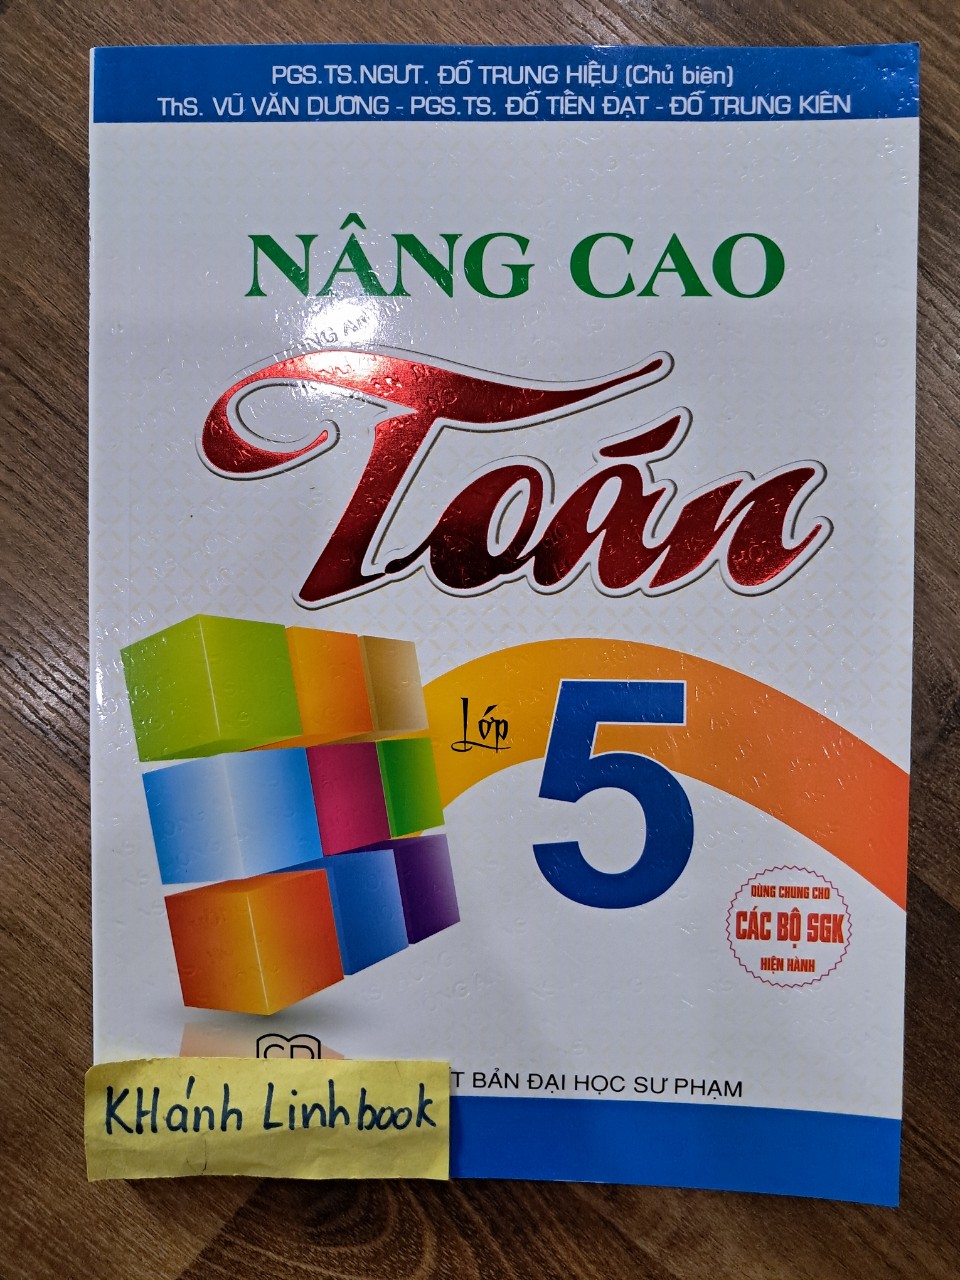 PGS.TS.NGƯT. ĐỖ TRUNG HIỆU (Chủ biên)
ThS. VŨ VĂN DƯƠNG - PGS.TS. ĐỖ TIẾN ĐẠT - ĐỖ TRUNG KIÊN
NÂNG CAO
Toán
Lớp
5
DÙNG CHUNG CHO
CÁC BỘ SGK
HIỆN HÀNH
BẢN ĐẠI HỌC SƯ PHẠM
KHánh Linhbook